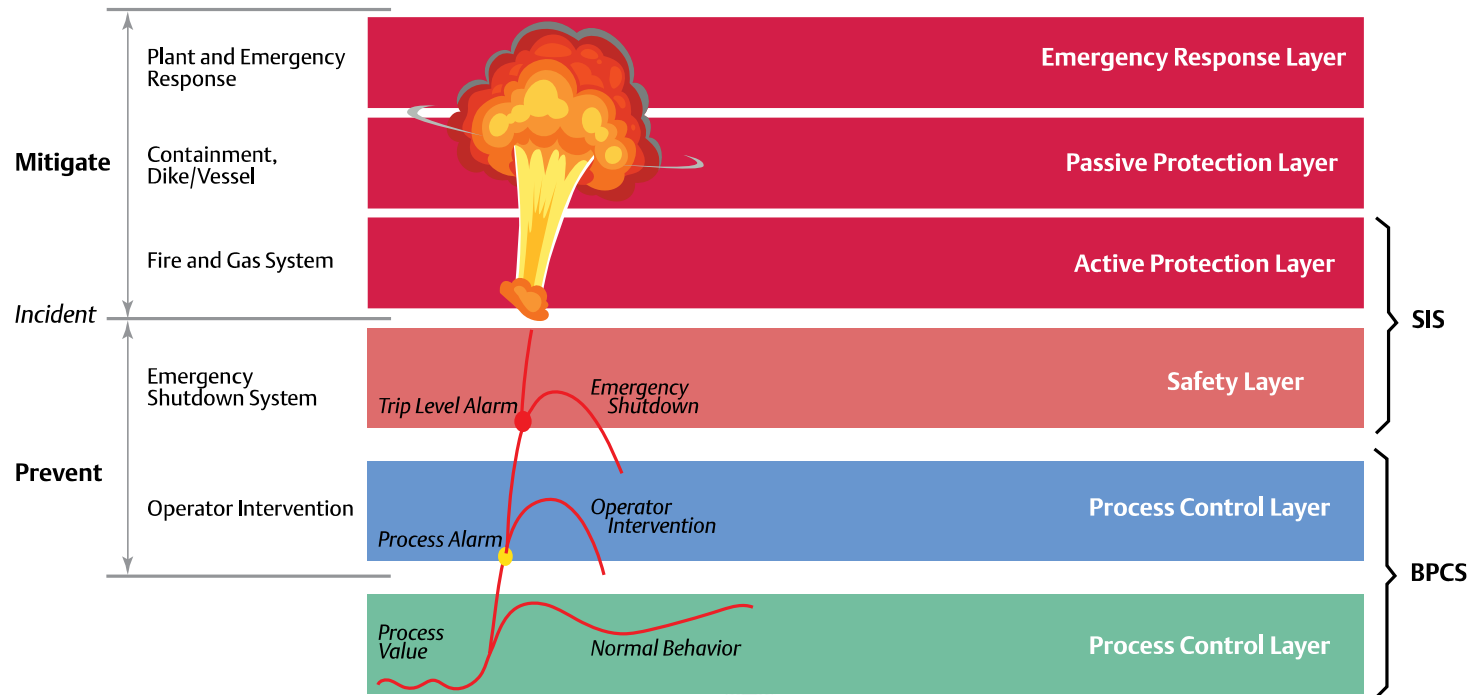 Plant and Emergency
Response
Emergency Response Layer
Mitigate
Containment,
Dike/Vessel
Passive Protection Layer
Fire and Gas System
Active Protection Layer
Incident
SIS
Emergency
Shutdown System
Trip Level Alarm
Emergency
Shutdown
Safety Layer
Prevent
Operator Intervention
Process Alarm
Operator
Intervention
Process Control Layer
BPCS
Process
Value
Normal Behavior
Process Control Layer